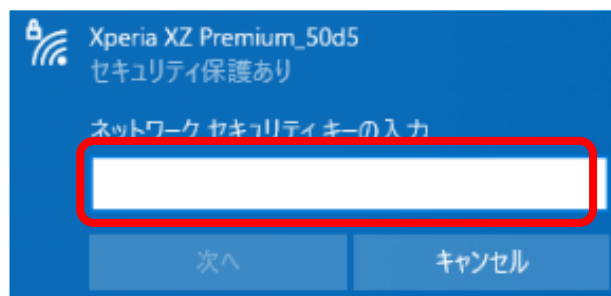 Xperia XZ Premium_50d5
セキュリティ保護あり
ネットワーク セキュリティ キーの入力
次へ
キャンセル